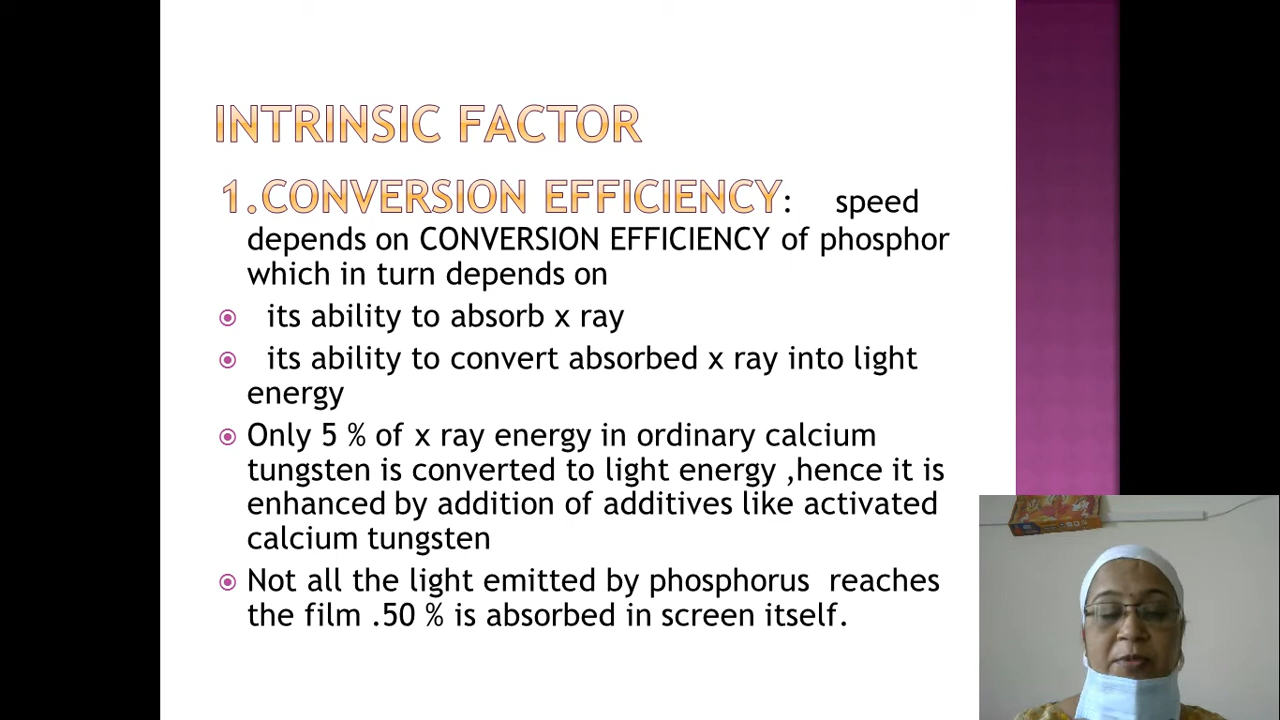 INTRINSIC FACTOR
1.CONVERSION EFFICIENCY: speed
depends on CONVERSION EFFICIENCY of phosphor
which in turn depends on
its ability to absorb x ray
its ability to convert absorbed x ray into light
energy
Only 5 % of x ray energy in ordinary calcium
tungsten is converted to light energy ,hence it is
enhanced by addition of additives like activated
calcium tungsten
Not all the light emitted by phosphorus reaches
the film .50 % is absorbed in screen itself.